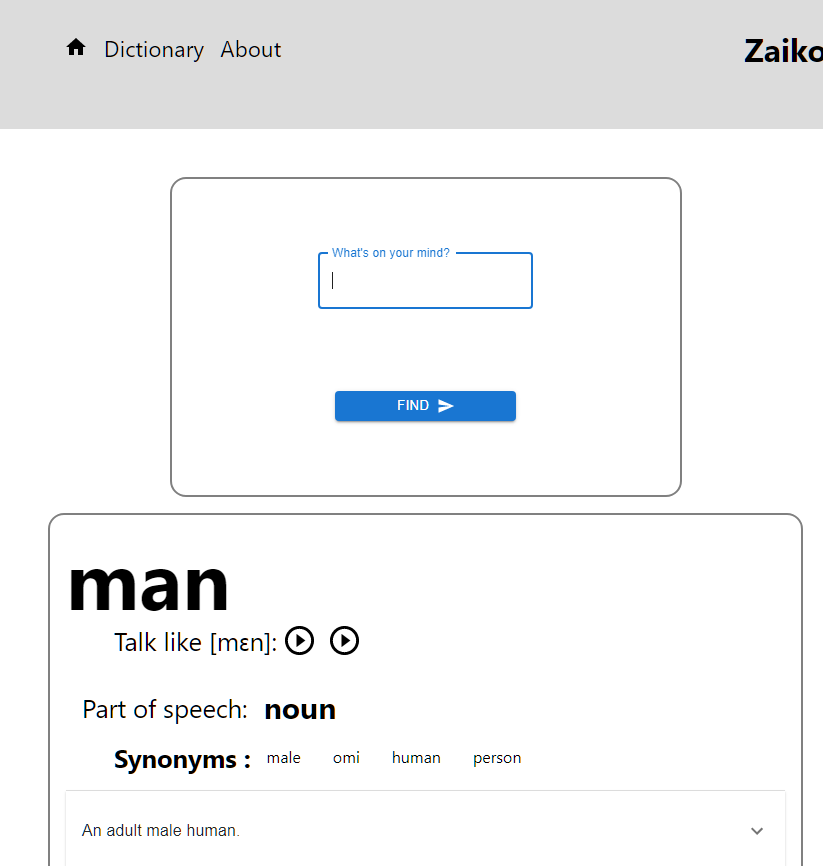 Dictionary About Zaiko
What's on your mind?
FIND
man
Talk like [mɛn]:
Part of speech: noun
Synonyms : male omi human person
An adult male human.